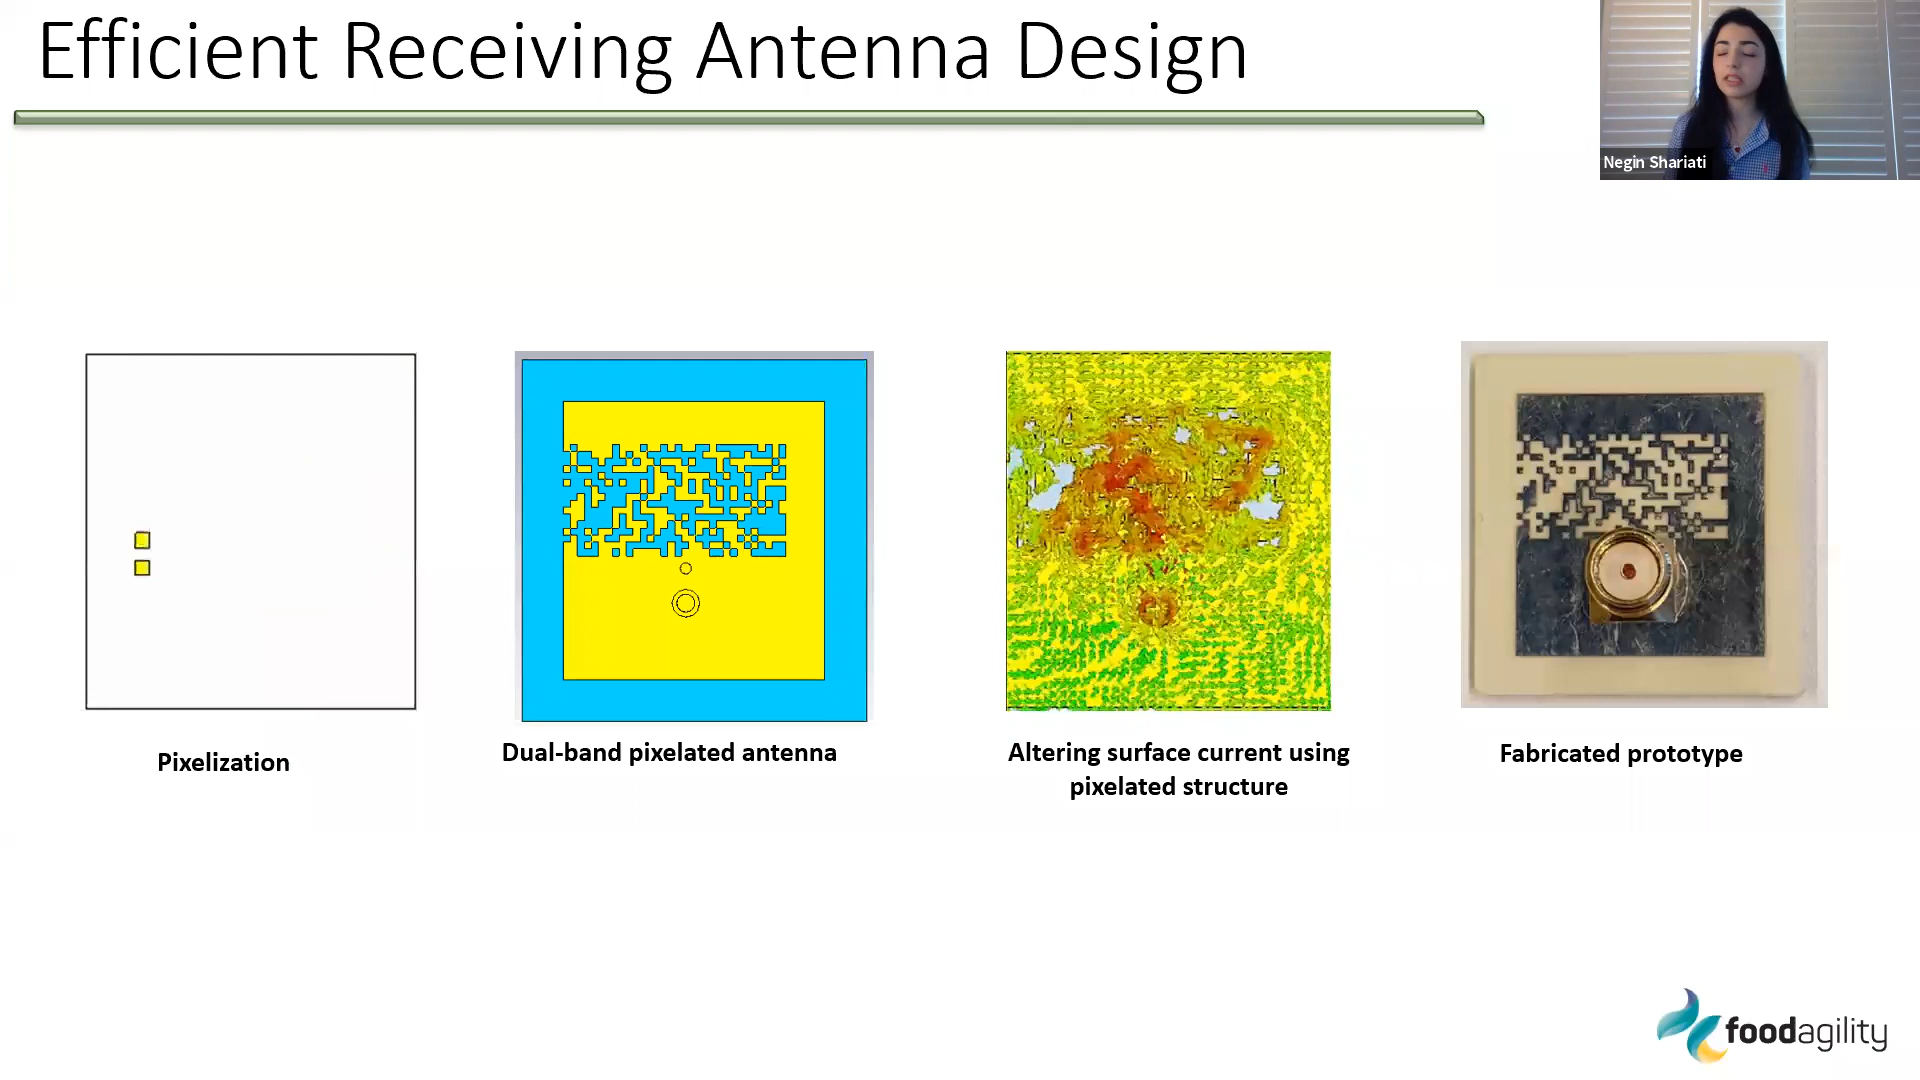 Efficient Receiving Antenna Design
Negin Shariati
Pixelization
Dual-band pixelated antenna
Altering surface current using
pixelated structure
Fabricated prototype
foodagility